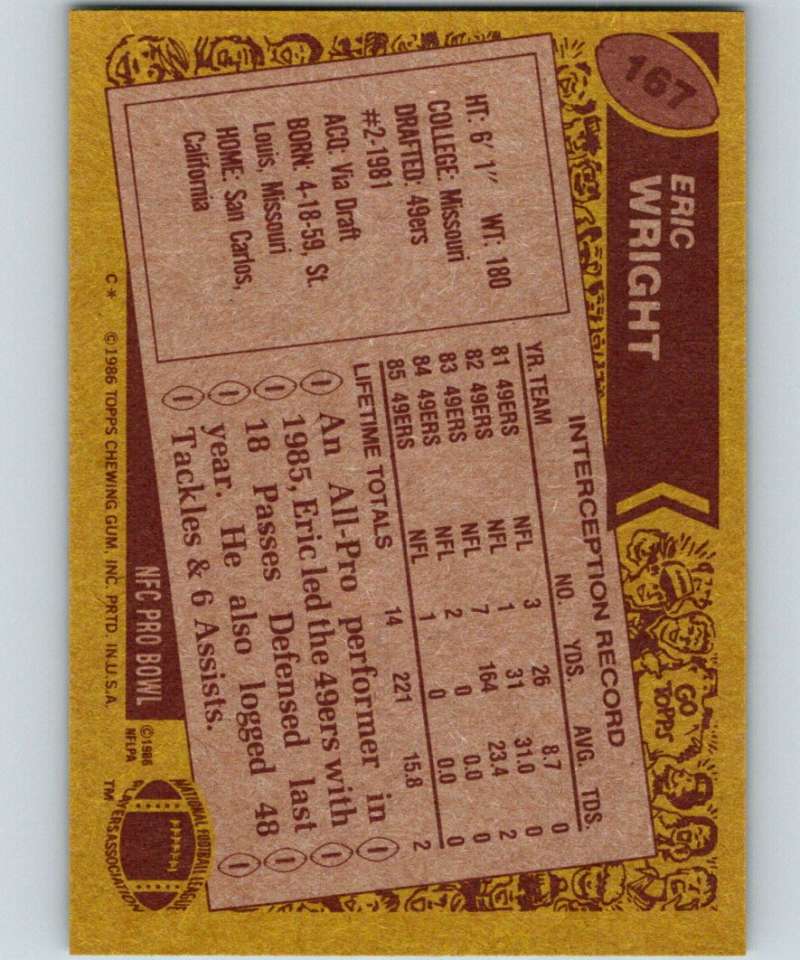 167
ERIC
WRIGHT
GO
TOPPS
HT: 6' 1" WT: 180
COLLEGE: Missouri
DRAFTED: 49ers
#2-1981
ACQ: Via Draft
BORN: 4-18-59, St.
Louis, Missouri
HOME: San Carlos,
California
INTERCEPTION RECORD
YR. TEAM NO. YDS. AVG. TDS.
81 49ERS NFL 3 26 8.7 0
82 49ERS NFL 1 31 31.0 0
83 49ERS NFL 7 164 23.4 2
84 49ERS NFL 2 0 0.0 0
85 49ERS NFL 1 0 0.0 0
LIFETIME TOTALS 14 221 15.8 2
An All-Pro performer in
1985, Eric led the 49ers with
18 Passes Defensed last
year. He also logged 48
Tackles & 6 Assists.
NFC PRO BOWL
C* ©1986 TOPPS CHEWING GUM, INC. PRTD. IN U.S.A.
©1986
NFLPA
NATIONAL FOOTBALL LEAGUE
PLAYERS ASSOCIATION
TM